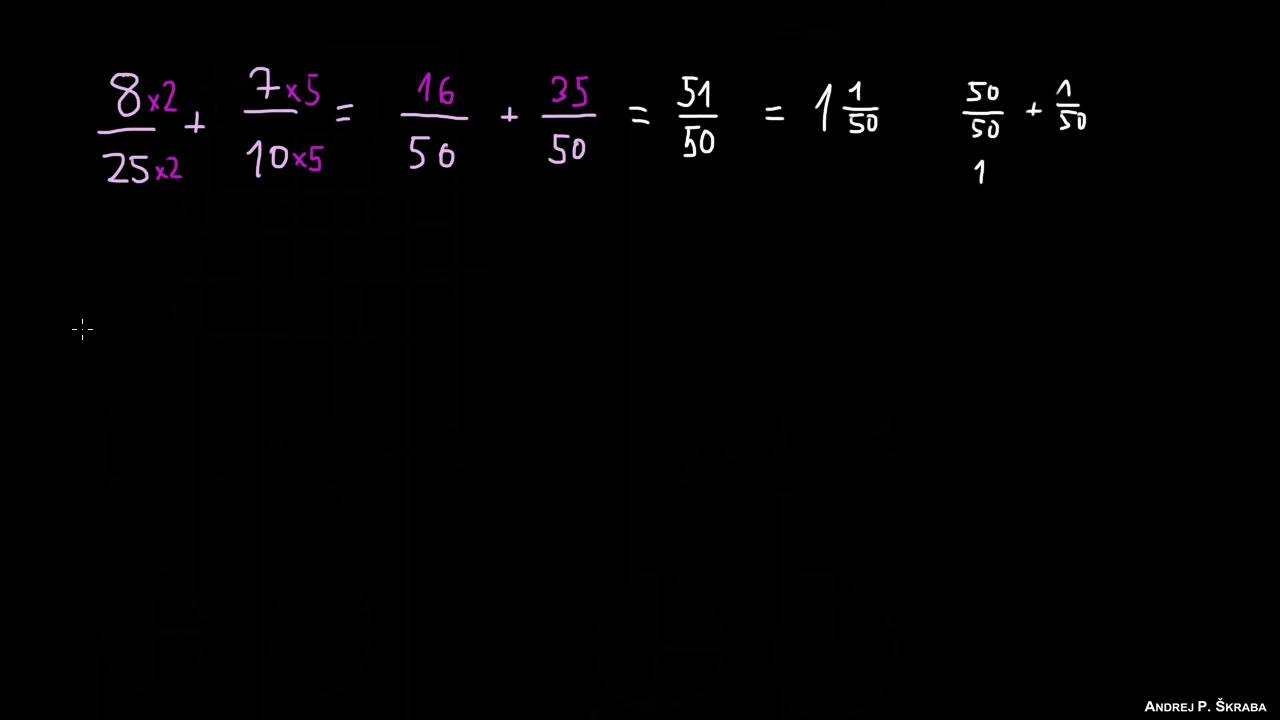 8×2/25×2 + 7×5/10×5 = 16/50 + 35/50 = 51/50 = 1 1/50 50/50 + 1/50
1
ANDREJ P. ŠKRABA